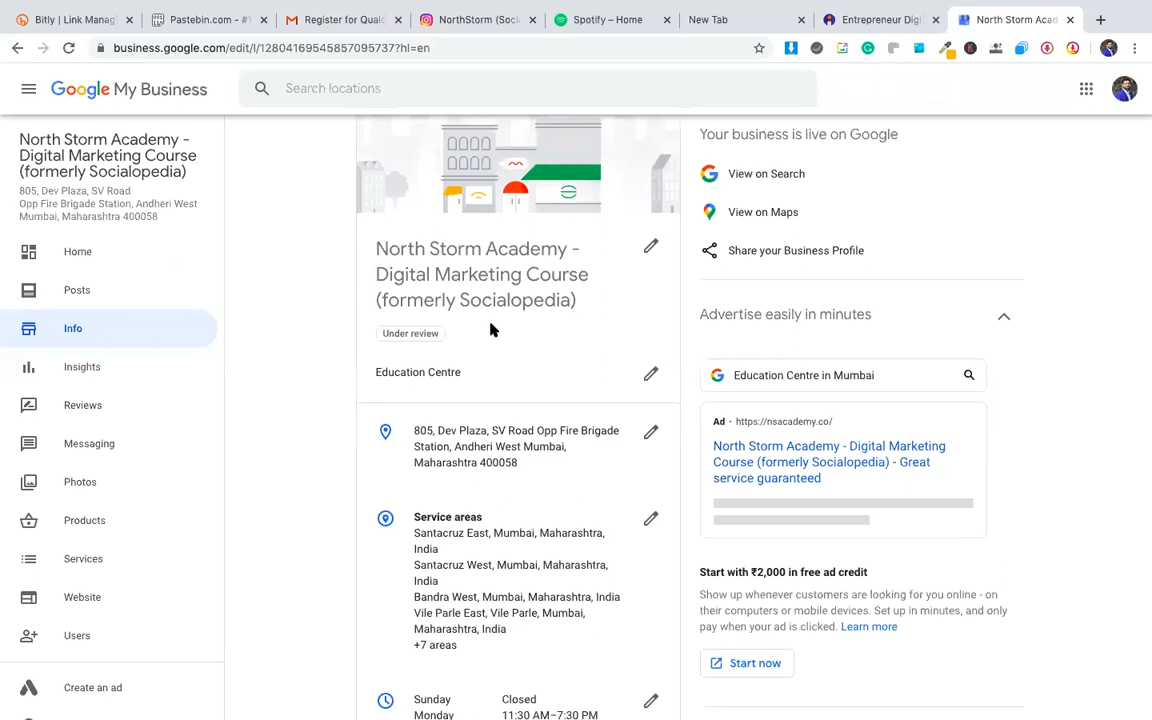 Bitly | Link Manag
Pastebin.com - #1
Register for Qual
NorthStorm (Soci
Spotify – Home
New Tab
Entrepreneur Digi
North Storm Acad
business.google.com/edit/l/12804169545857095737?hl=en
Google My Business
Search locations
North Storm Academy -
Digital Marketing Course
(formerly Socialopedia)
805, Dev Plaza, SV Road
Opp Fire Brigade Station, Andheri West
Mumbai, Maharashtra 400058
Home
Posts
Info
Insights
Reviews
Messaging
Photos
Products
Services
Website
Users
Create an ad
North Storm Academy -
Digital Marketing Course
(formerly Socialopedia)
Under review
Education Centre
805, Dev Plaza, SV Road Opp Fire Brigade
Station, Andheri West Mumbai,
Maharashtra 400058
Service areas
Santacruz East, Mumbai, Maharashtra,
India
Santacruz West, Mumbai, Maharashtra,
India
Bandra West, Mumbai, Maharashtra, India
Vile Parle East, Vile Parle, Mumbai,
Maharashtra, India
+7 areas
Sunday Closed
Monday 11:30 AM–7:30 PM
Your business is live on Google
View on Search
View on Maps
Share your Business Profile
Advertise easily in minutes
Education Centre in Mumbai
Ad · https://nsacademy.co/
North Storm Academy - Digital Marketing
Course (formerly Socialopedia) - Great
service guaranteed
Start with ₹2,000 in free ad credit
Show up whenever customers are looking for you online - on
their computers or mobile devices. Set up in minutes, and only
pay when your ad is clicked. Learn more
Start now